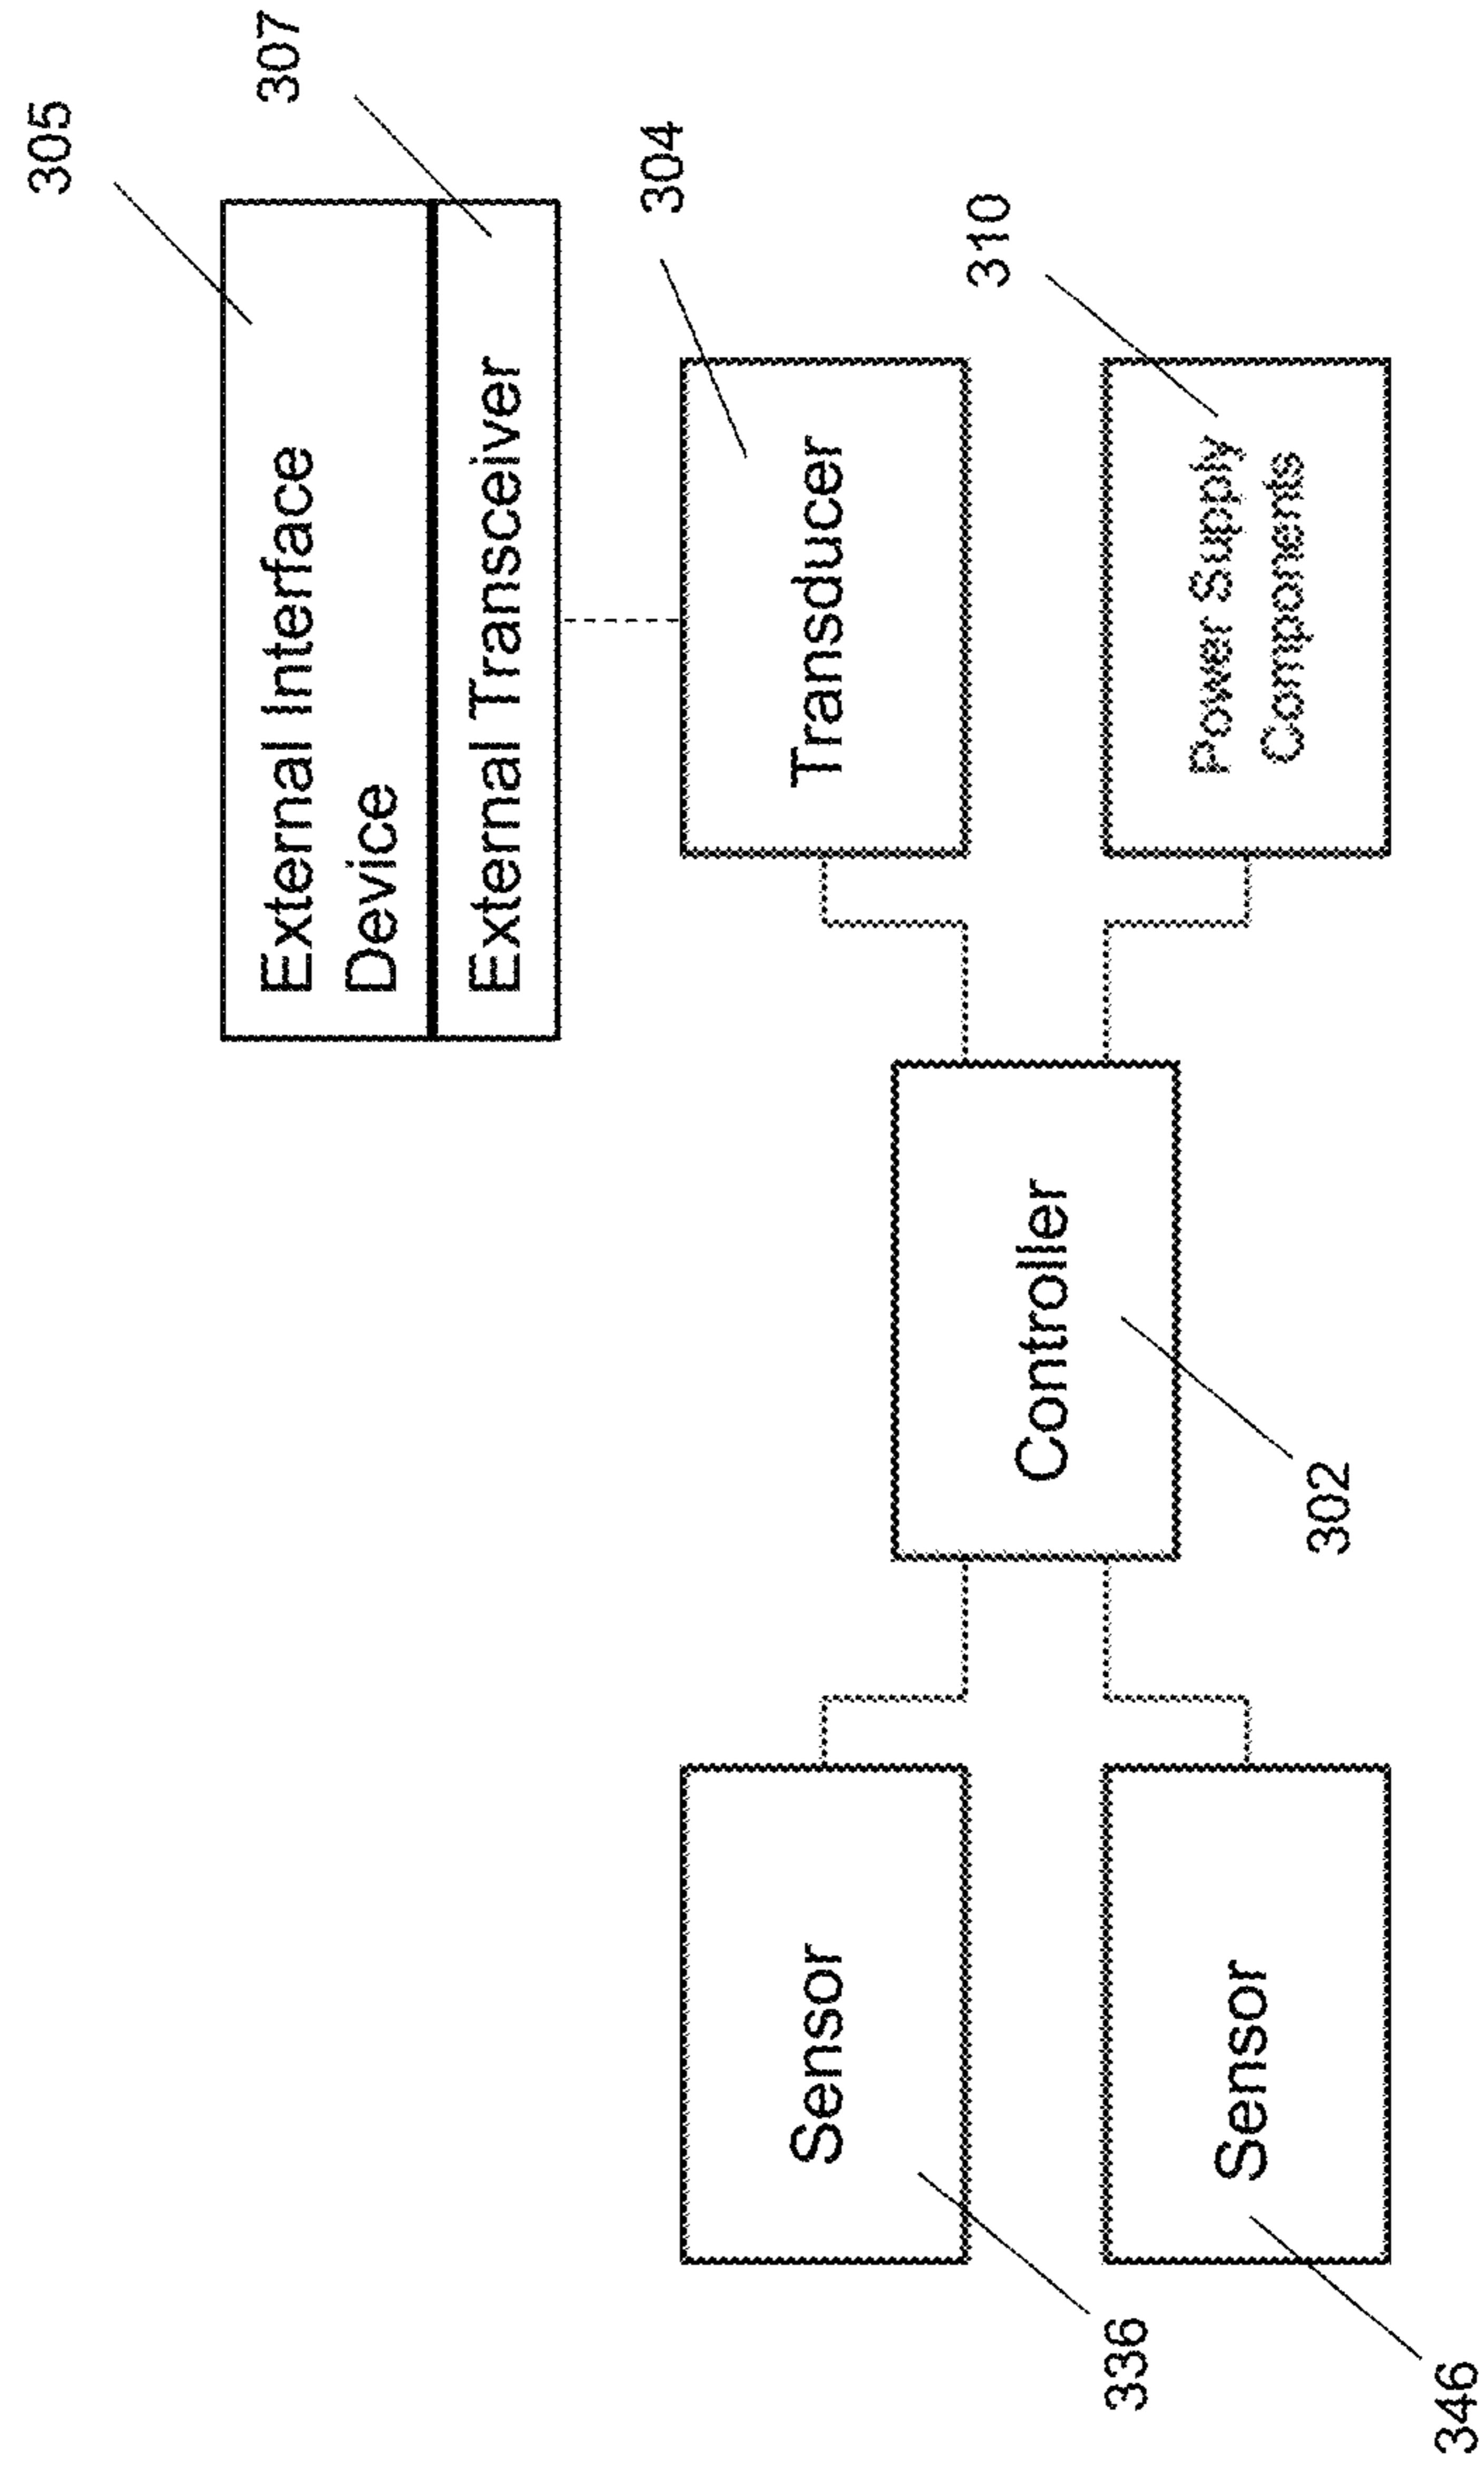 305
External Interface
Device
307
External Transceiver
304
Transducer
310
Power Supply
Components
Controller
302
Sensor
336
Sensor
346